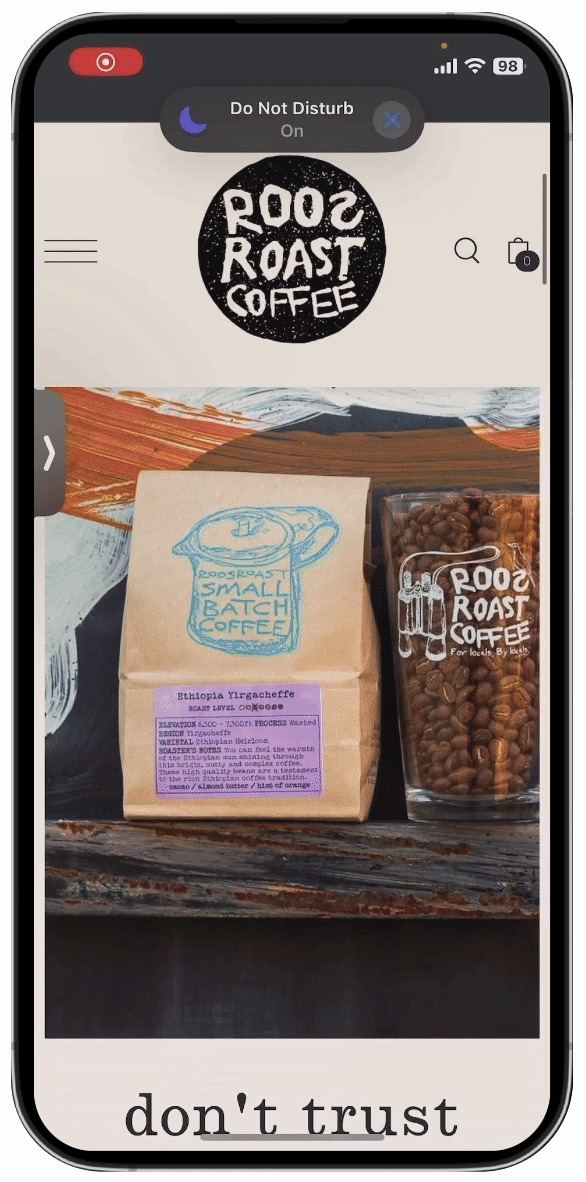 98
Do Not Disturb
On
ROOS
ROAST
COFFEE
0
ROOSROAST
SMALL
BATCH
COFFEE
Ethiopia Yirgacheffe
ROAST LEVEL
ELEVATION 6,500 - 7,500ft PROCESS Washed
REGION Yirgacheffe
VARIETAL Ethiopian Heirloom
ROASTER'S NOTES You can feel the warmth
of the Ethiopian sun shining through
this bright, nutty and complex coffee.
These high quality beans are a testament
to the rich Ethiopian coffee tradition.
cacao / almond butter / hint of orange
ROOS
ROAST
COFFEE
For locals. By locals.
don't trust